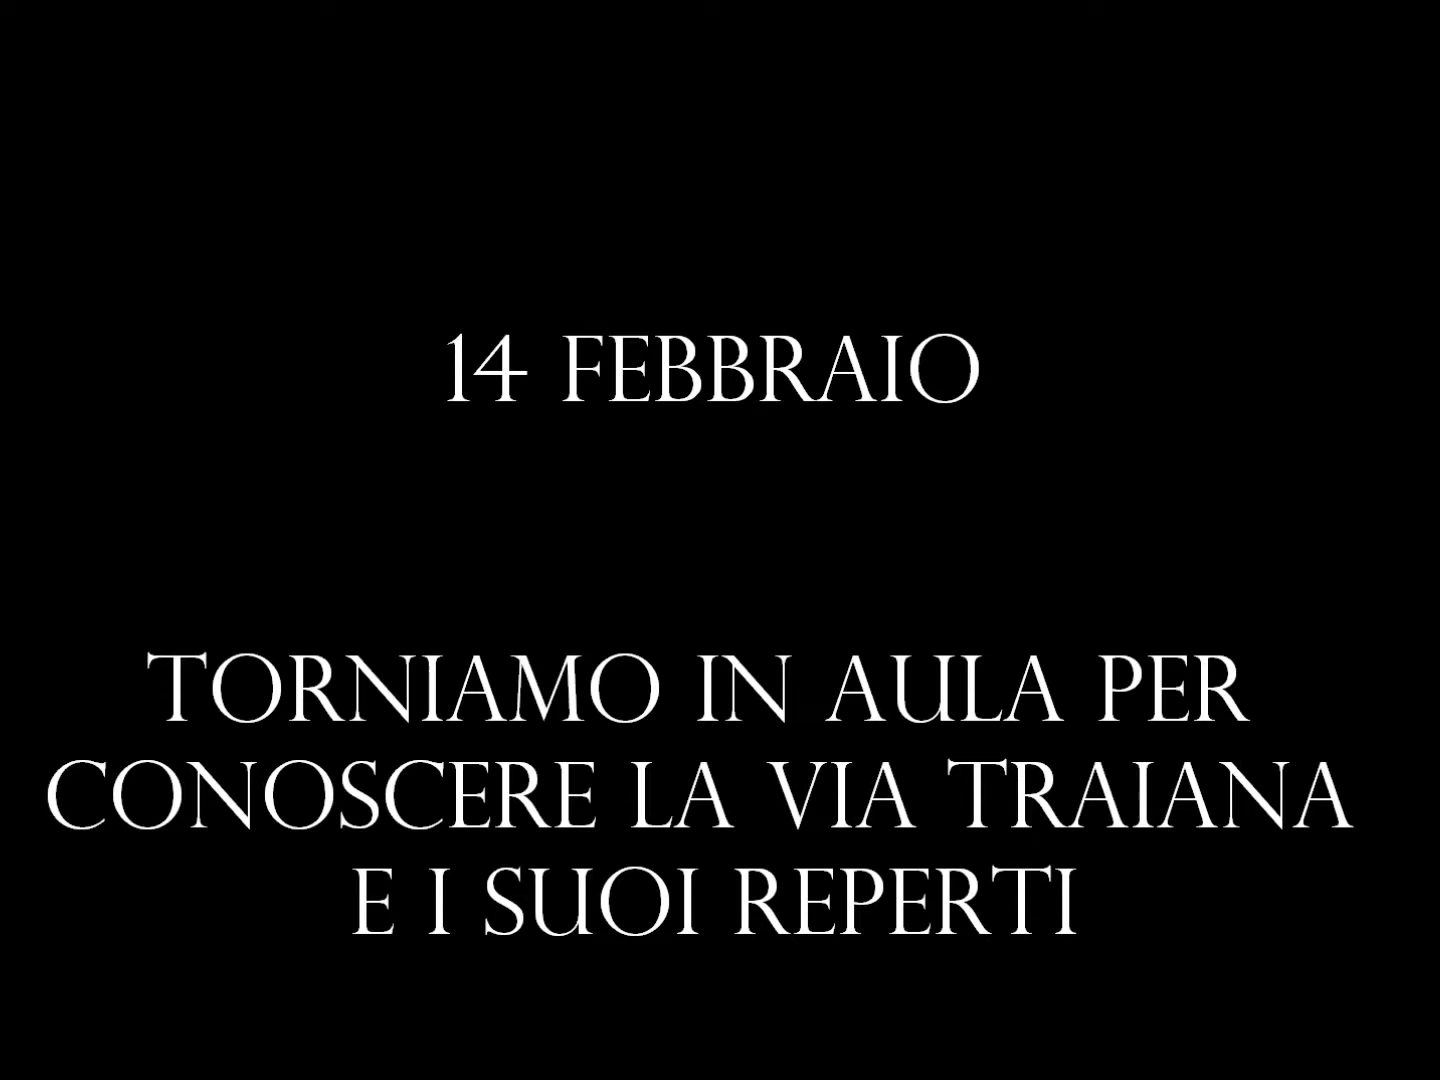 14 FEBBRAIO
TORNIAMO IN AULA PER
CONOSCERE LA VIA TRAIANA
E I SUOI REPERTI